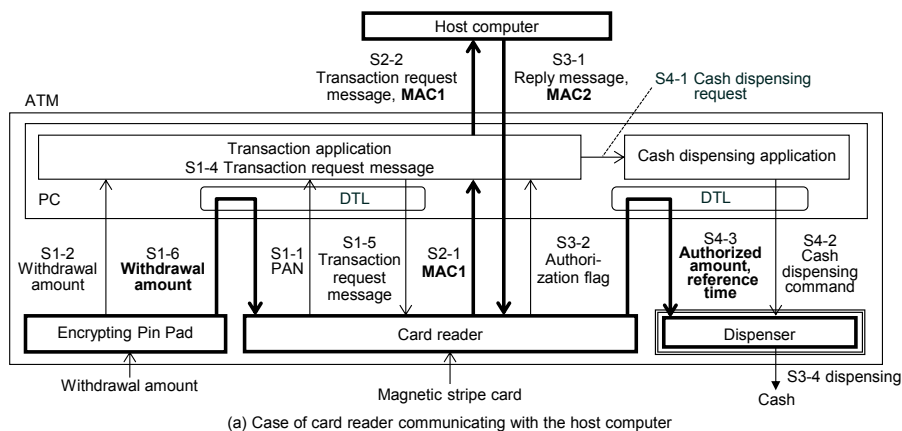 Host computer
S2-2
Transaction request
message, MAC1
S3-1
Reply message,
MAC2
S4-1 Cash dispensing
request
ATM
Transaction application
S1-4 Transaction request message
Cash dispensing application
PC
DTL
DTL
S1-2
Withdrawal
amount
S1-6
Withdrawal
amount
S1-1
PAN
S1-5
Transaction
request
message
S2-1
MAC1
S3-2
Authori-
zation flag
S4-3
Authorized
amount,
reference
time
S4-2
Cash
dispensing
command
Encrypting Pin Pad
Card reader
Dispenser
Withdrawal amount
Magnetic stripe card
S3-4 dispensing
Cash
(a) Case of card reader communicating with the host computer